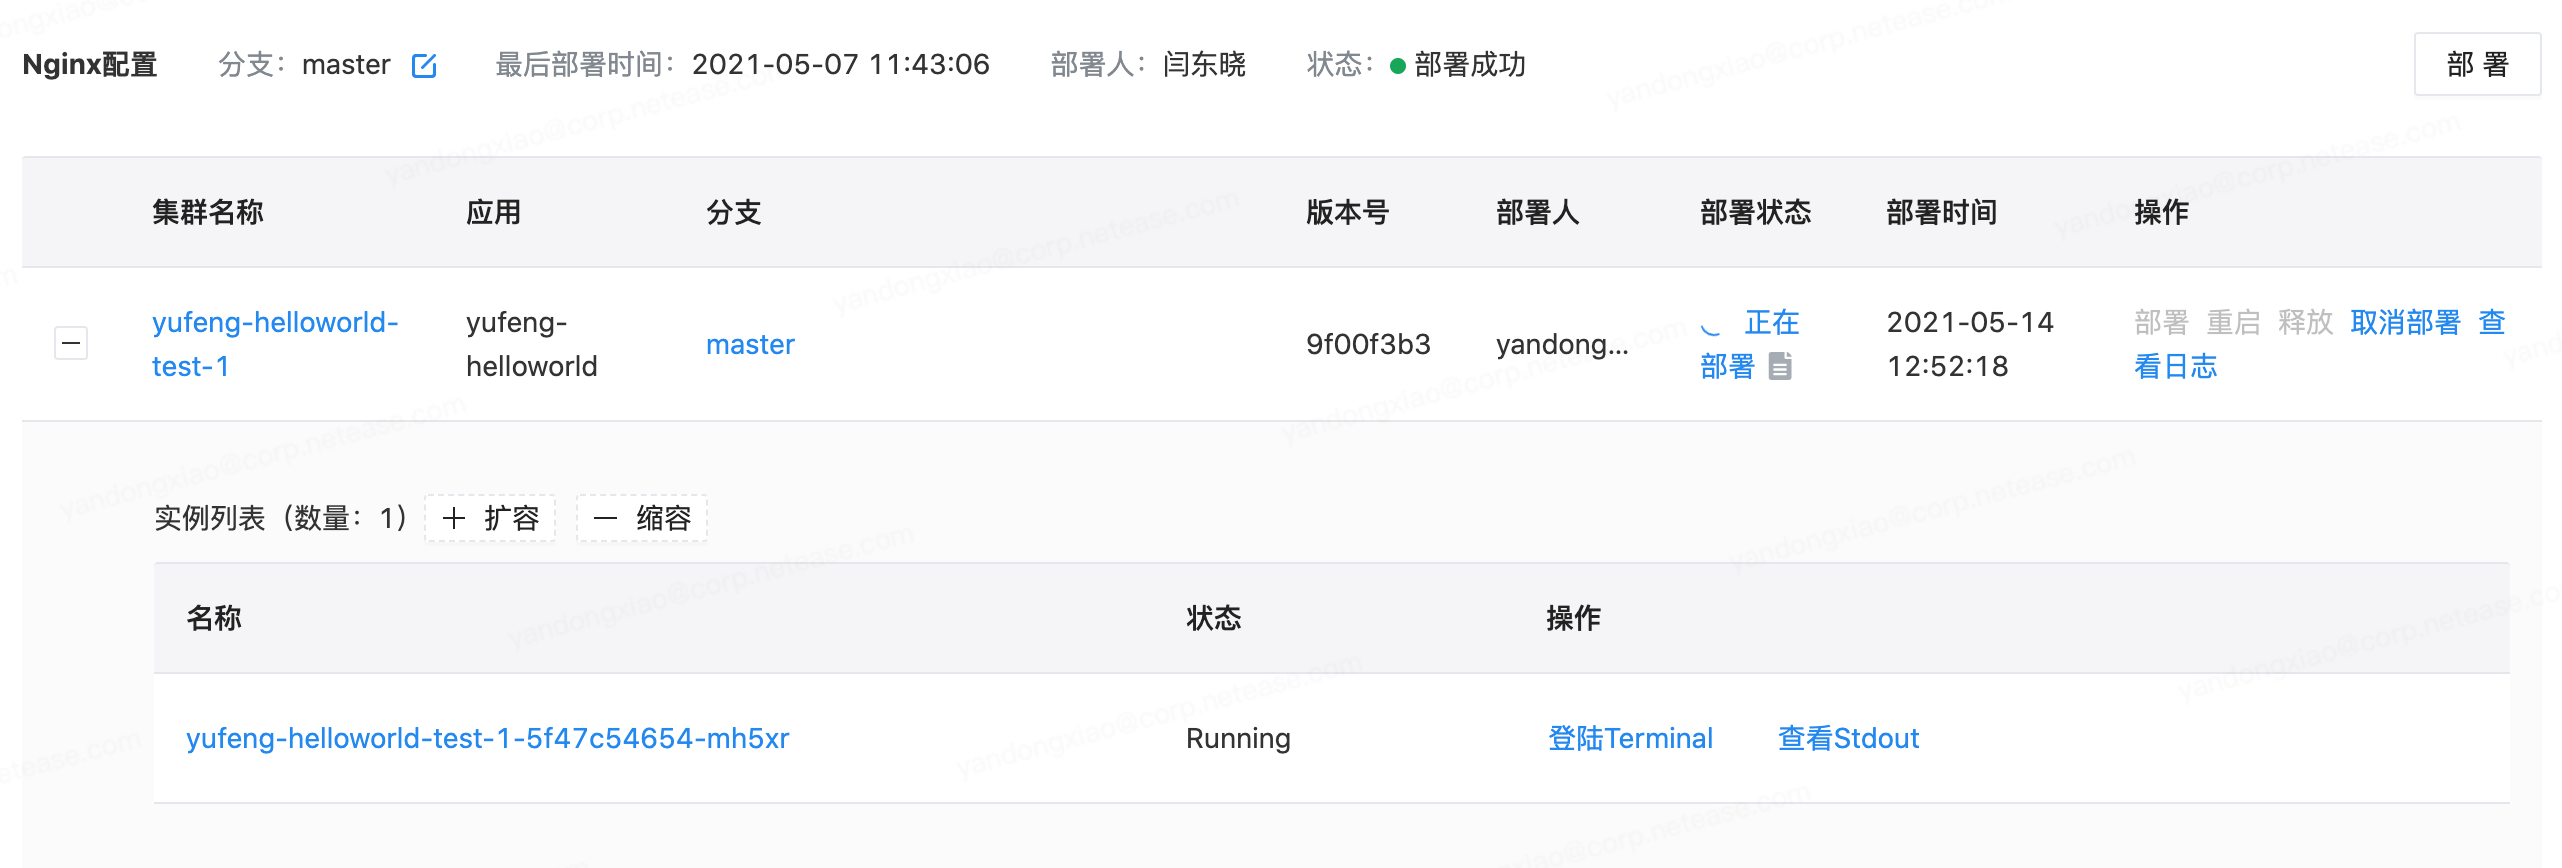 Nginx配置 分支：master 最后部署时间：2021-05-07 11:43:06 部署人：闫东晓 状态：部署成功 部 署
集群名称 应用 分支 版本号 部署人 部署状态 部署时间 操作
yufeng-helloworld- yufeng- 正在 2021-05-14 部署 重启 释放 取消部署 查
master 9f00f3b3 yandong...
test-1 helloworld 部署 12:52:18 看日志
实例列表（数量：1） 扩容 缩容
名称 状态 操作
yufeng-helloworld-test-1-5f47c54654-mh5xr Running 登陆Terminal 查看Stdout
yandongxiao@corp.netease.com